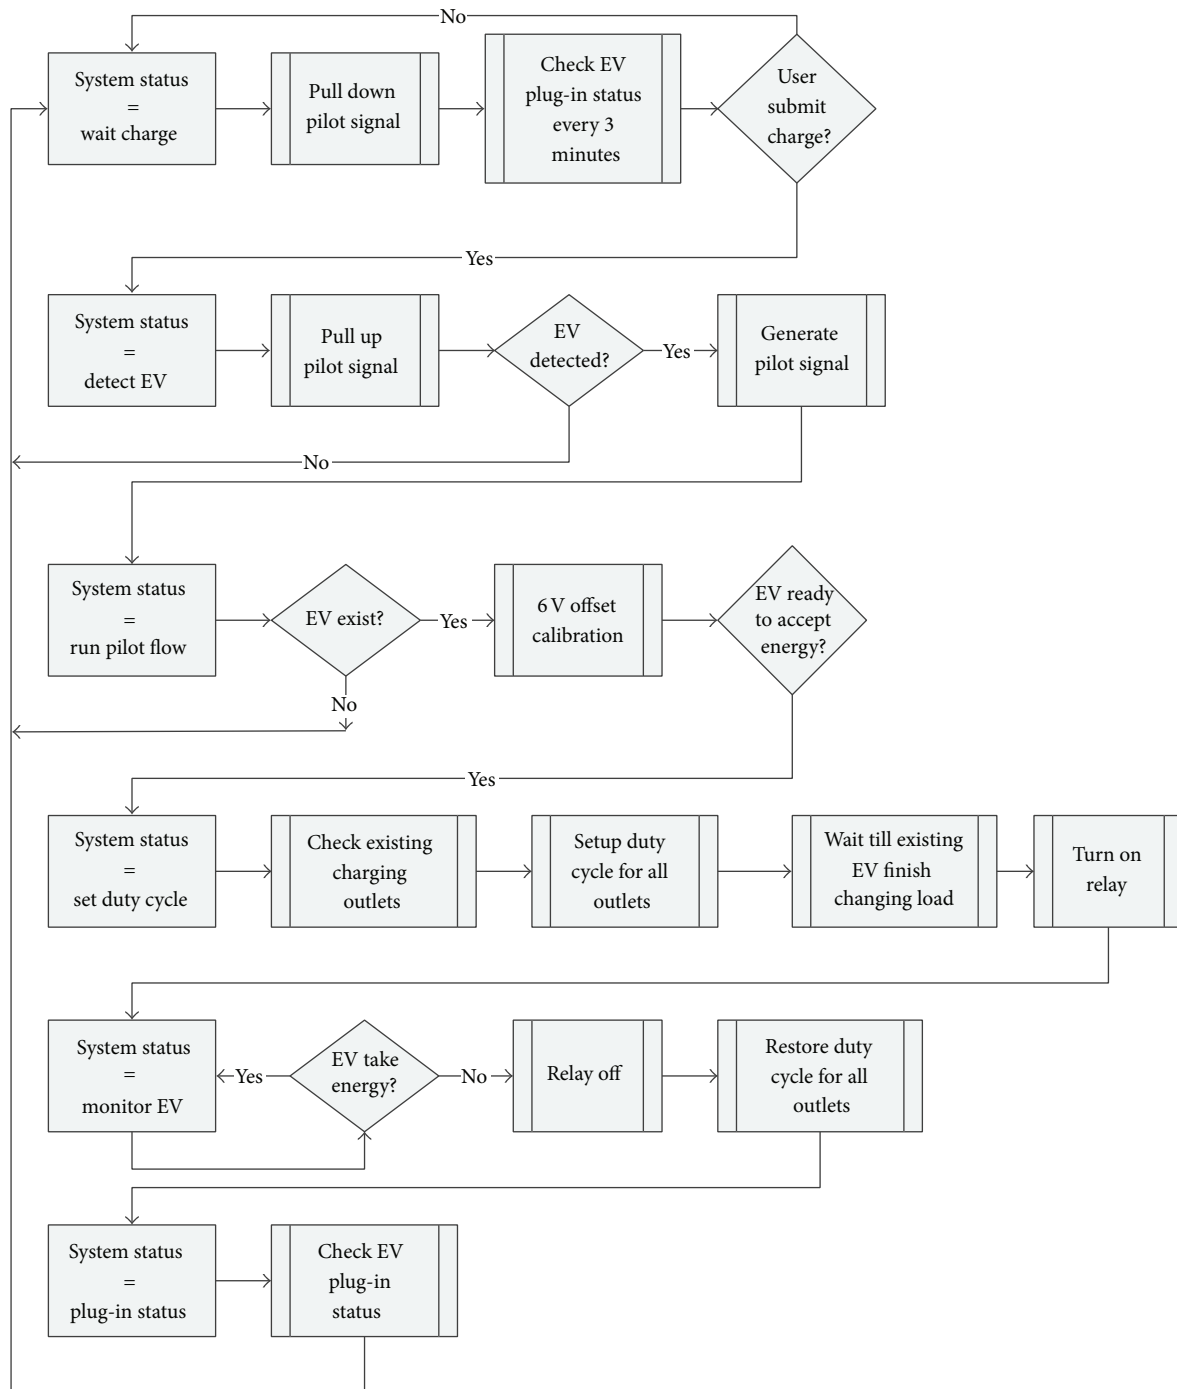 No
System status
=
wait charge
Pull down
pilot signal
Check EV
plug-in status
every 3
minutes
User
submit
charge?
Yes
System status
=
detect EV
Pull up
pilot signal
EV
detected?
Yes
Generate
pilot signal
No
System status
=
run pilot flow
EV exist?
Yes
6 V offset
calibration
EV ready
to accept
energy?
No
Yes
System status
=
set duty cycle
Check existing
charging
outlets
Setup duty
cycle for all
outlets
Wait till existing
EV finish
changing load
Turn on
relay
System status
=
monitor EV
Yes
EV take
energy?
No
Relay off
Restore duty
cycle for all
outlets
System status
=
plug-in status
Check EV
plug-in
status